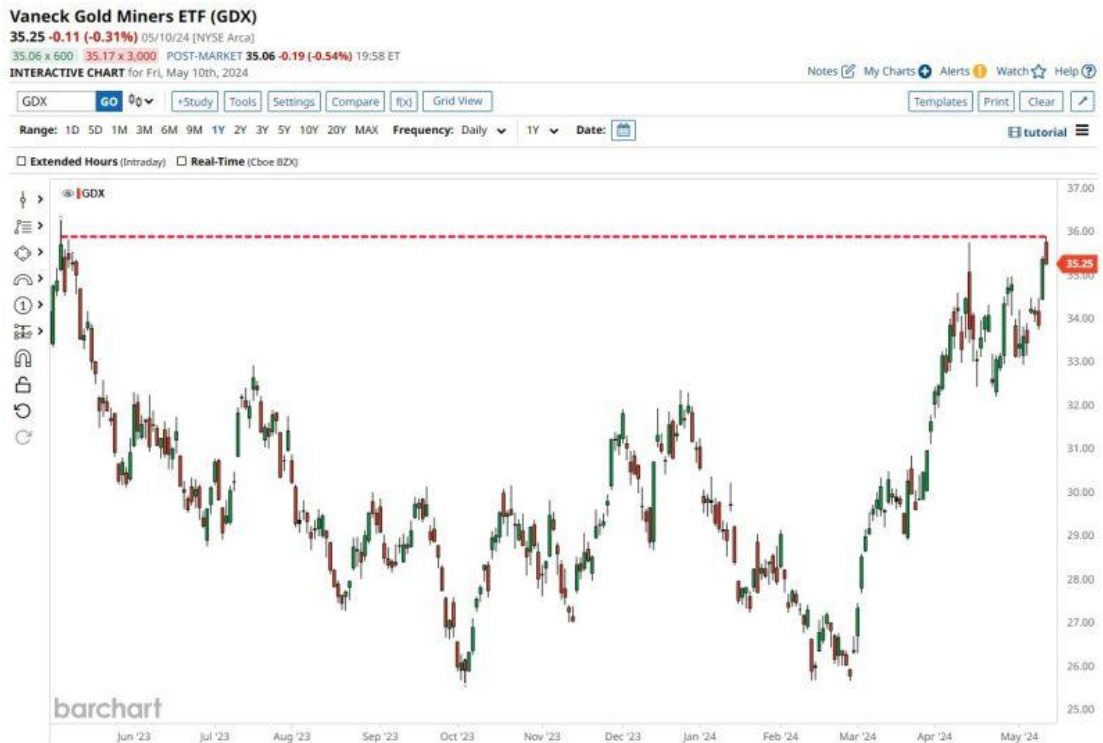 Vaneck Gold Miners ETF (GDX)
35.25 -0.11 (-0.31%) 05/10/24 [NYSE Arca]
35.06 x 600 35.17 x 3,000 POST-MARKET 35.06 -0.19 (-0.54%) 19:58 ET
INTERACTIVE CHART for Fri, May 10th, 2024
Notes My Charts Alerts Watch Help
GDX GO +Study Tools Settings Compare f(x) Grid View Templates Print Clear
Range: 1D 5D 1M 3M 6M 9M 1Y 2Y 3Y 5Y 10Y 20Y MAX Frequency: Daily 1Y Date: tutorial
Extended Hours (Intraday) Real-Time (Cboe BZX)
GDX
37.00
36.00
35.25
35.00
34.00
33.00
32.00
31.00
30.00
29.00
28.00
27.00
26.00
25.00
barchart
Jun '23 Jul '23 Aug '23 Sep '23 Oct '23 Nov '23 Dec '23 Jan '24 Feb '24 Mar '24 Apr '24 May '24